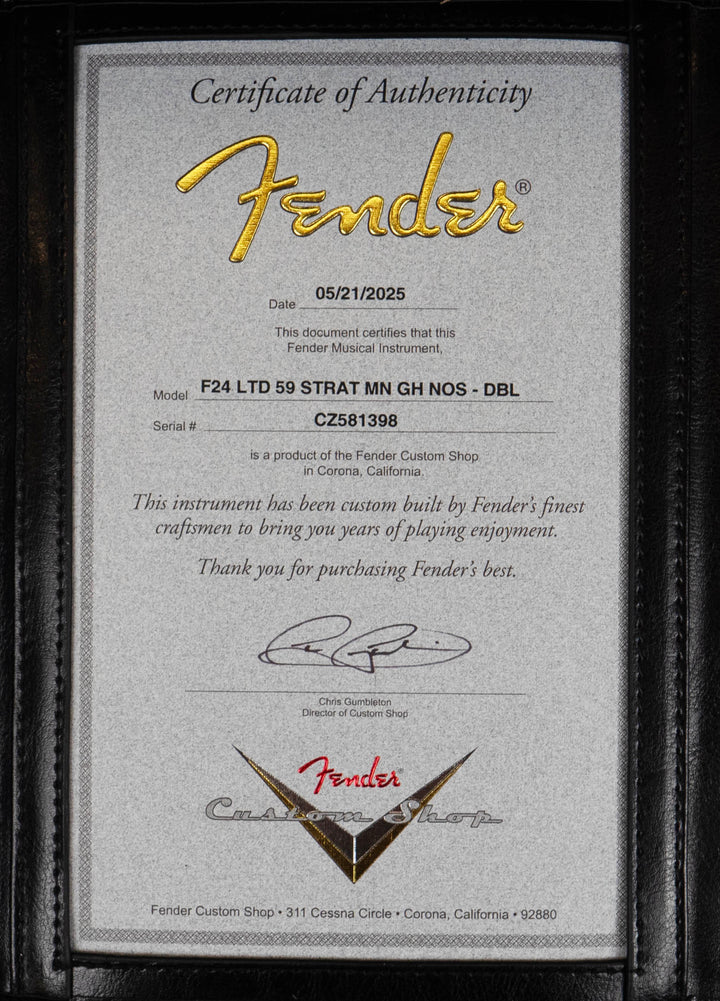 Certificate of Authenticity
Fender®
Date 05/21/2025
This document certifies that this
Fender Musical Instrument,
Model F24 LTD 59 STRAT MN GH NOS - DBL
Serial # CZ581398
is a product of the Fender Custom Shop
in Corona, California.
This instrument has been custom built by Fender's finest
craftsmen to bring you years of playing enjoyment.
Thank you for purchasing Fender's best.
Chris Gumbleton
Director of Custom Shop
Fender®
Custom Shop
Fender Custom Shop • 311 Cessna Circle • Corona, California • 92880